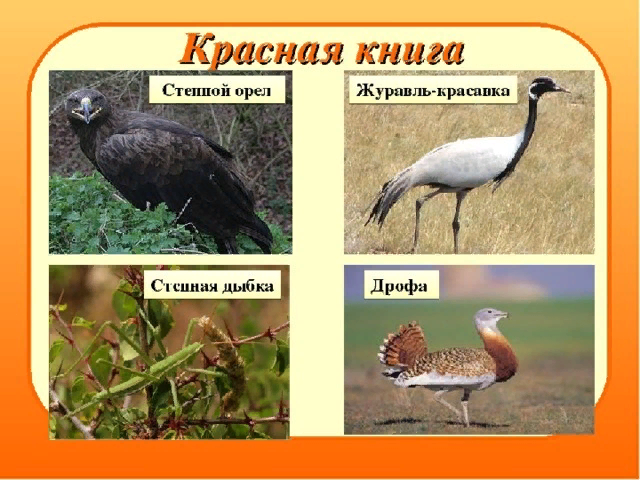 Красная книга
Степной орел
Журавль-красавка
Степная дыбка
Дрофа